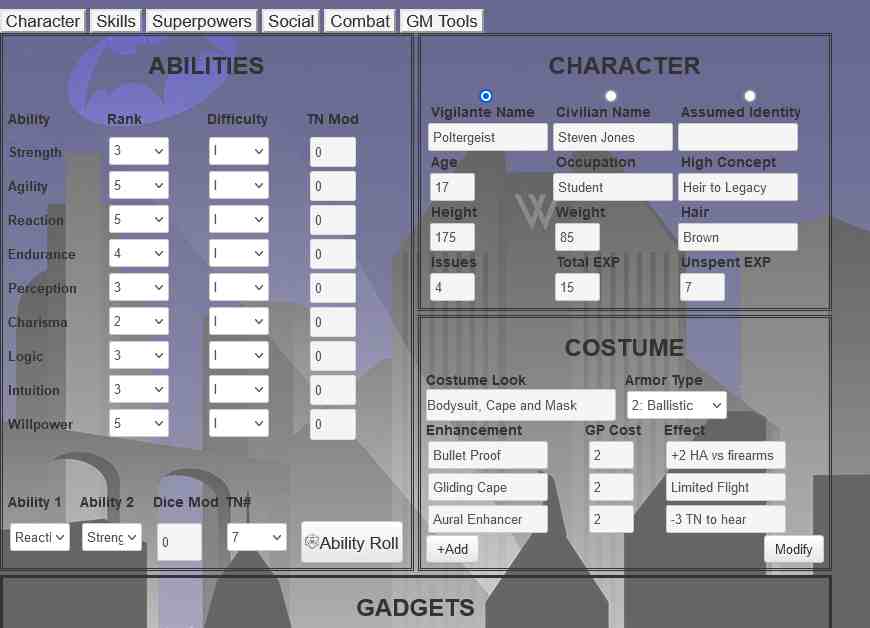 Character Skills Superpowers Social Combat GM Tools
ABILITIES
Ability Rank Difficulty TN Mod
Strength 3 I 0
Agility 5 I 0
Reaction 5 I 0
Endurance 4 I 0
Perception 3 I 0
Charisma 2 I 0
Logic 3 I 0
Intuition 3 I 0
Willpower 5 I 0
Ability 1 Ability 2 Dice Mod TN#
Reacti Streng 0 7 Ability Roll
CHARACTER
Vigilante Name Civilian Name Assumed Identity
Poltergeist Steven Jones
Age Occupation High Concept
17 Student Heir to Legacy
Height Weight Hair
175 85 Brown
Issues Total EXP Unspent EXP
4 15 7
W
COSTUME
Costume Look Armor Type
Bodysuit, Cape and Mask 2: Ballistic
Enhancement GP Cost Effect
Bullet Proof 2 +2 HA vs firearms
Gliding Cape 2 Limited Flight
Aural Enhancer 2 -3 TN to hear
+Add Modify
GADGETS